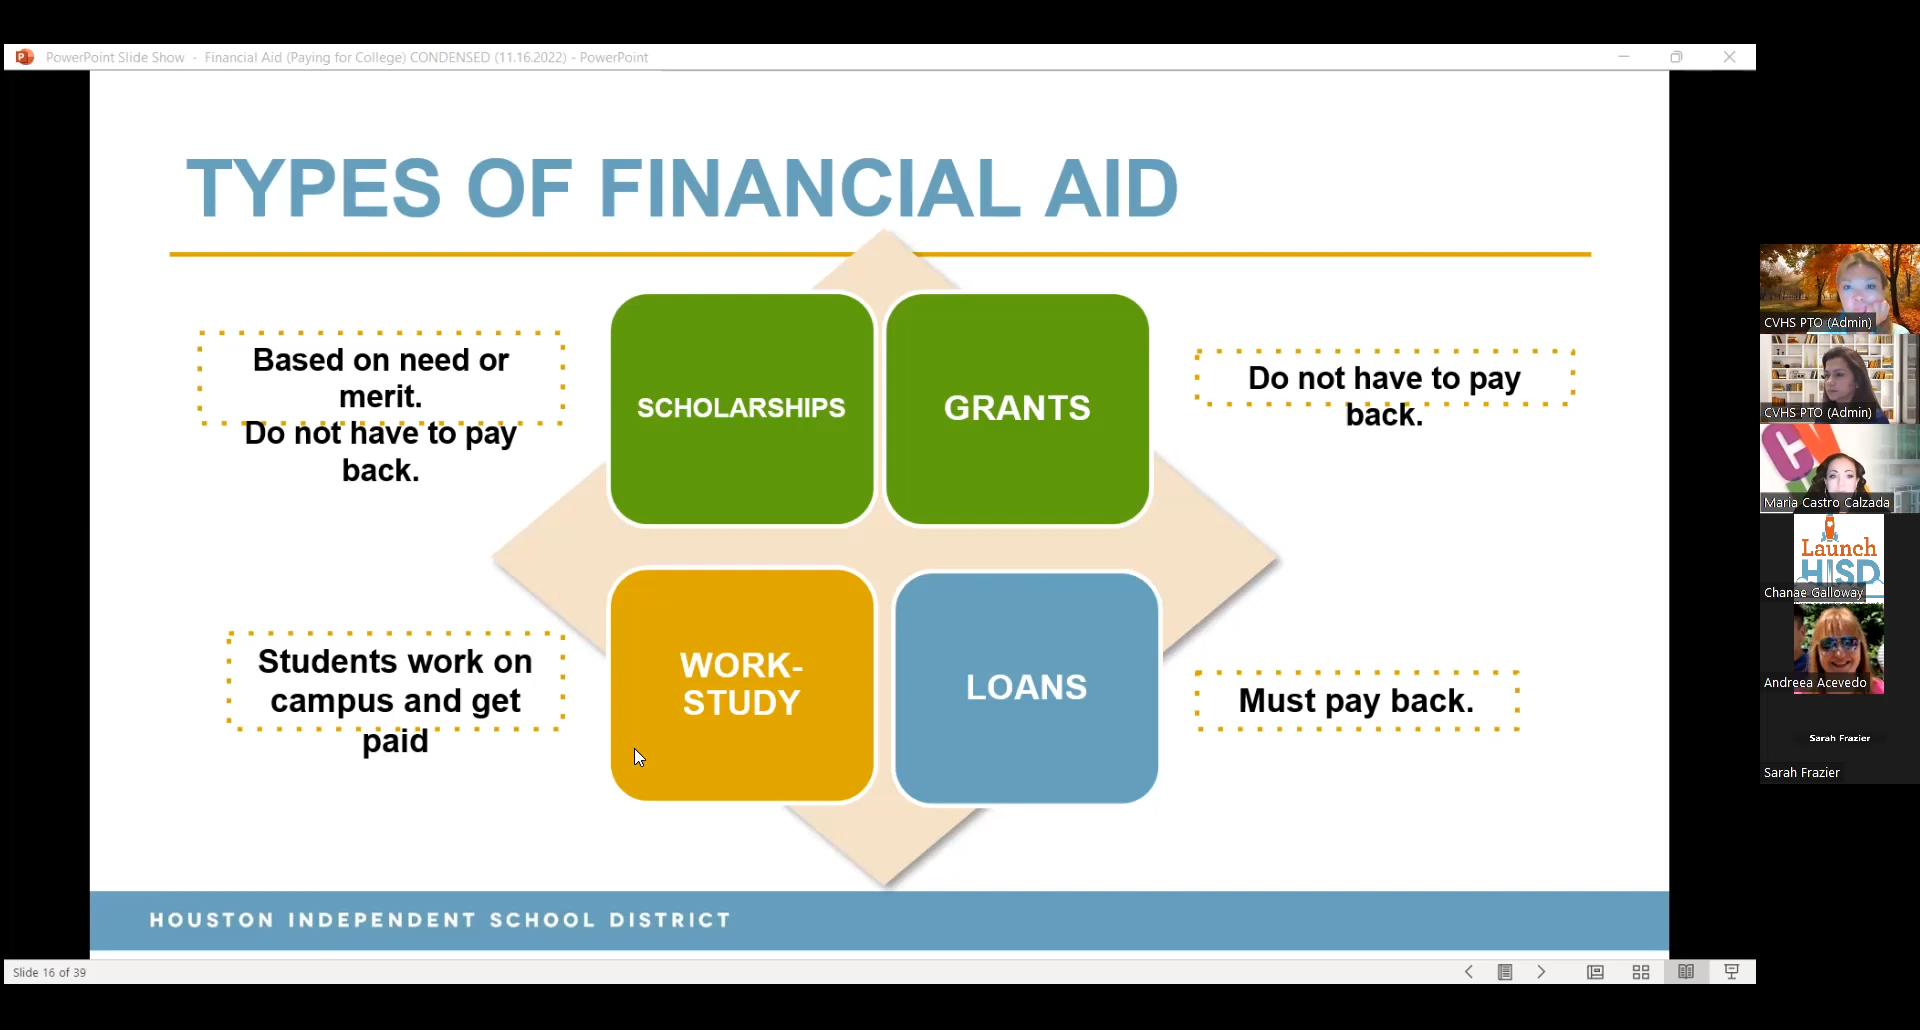 PowerPoint Slide Show - Financial Aid (Paying for College) CONDENSED (11.16.2022) - PowerPoint
TYPES OF FINANCIAL AID
Based on need or
merit.
Do not have to pay
back.
SCHOLARSHIPS
GRANTS
Do not have to pay
back.
Students work on
campus and get
paid
WORK-
STUDY
LOANS
Must pay back.
HOUSTON INDEPENDENT SCHOOL DISTRICT
Slide 16 of 39
CVHS PTO (Admin)
CVHS PTO (Admin)
CV
Maria Castro Calzada
Launch
HISD
Chanae Galloway
Andreea Acevedo
Sarah Frazier
Sarah Frazier